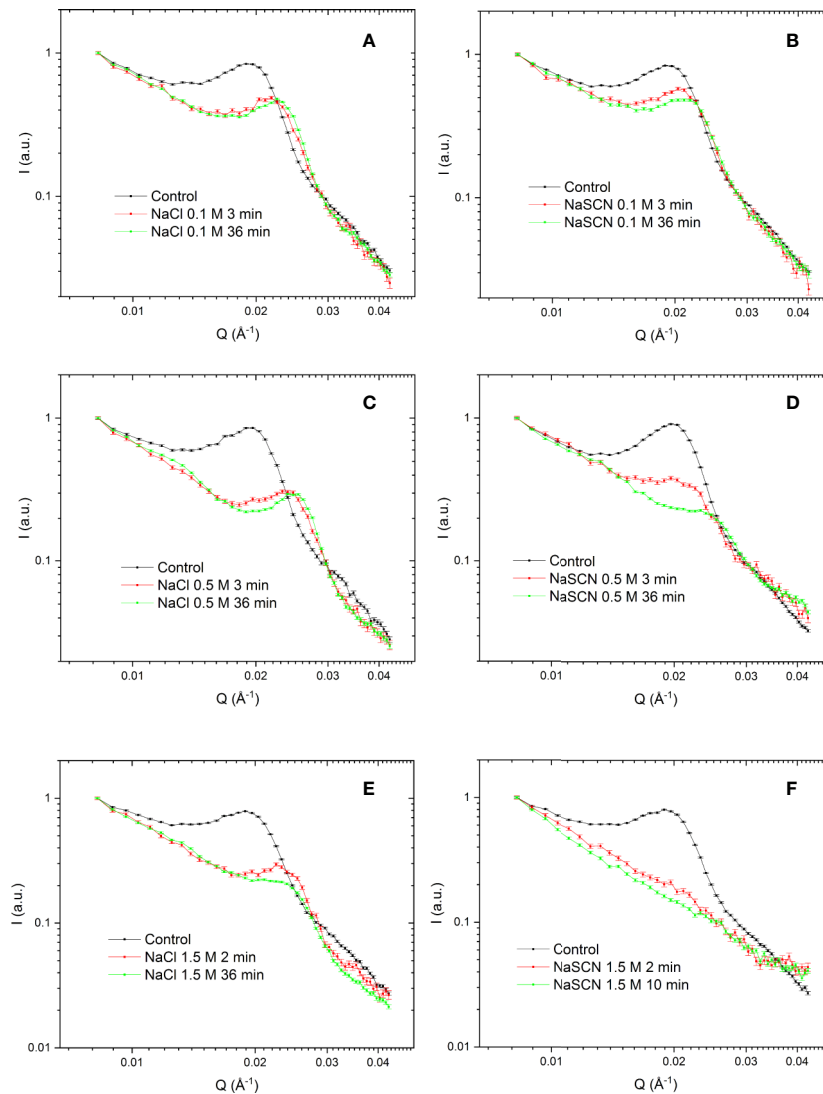 A
1
0.1
I (a.u.)
Control
NaCl 0.1 M 3 min
NaCl 0.1 M 36 min
0.01
0.02
0.03
0.04
Q (Å⁻¹)
B
1
0.1
I (a.u.)
Control
NaSCN 0.1 M 3 min
NaSCN 0.1 M 36 min
0.01
0.02
0.03
0.04
Q (Å⁻¹)
C
1
0.1
I (a.u.)
Control
NaCl 0.5 M 3 min
NaCl 0.5 M 36 min
0.01
0.02
0.03
0.04
Q (Å⁻¹)
D
1
0.1
I (a.u.)
Control
NaSCN 0.5 M 3 min
NaSCN 0.5 M 36 min
0.01
0.02
0.03
0.04
Q (Å⁻¹)
E
1
0.1
0.01
I (a.u.)
Control
NaCl 1.5 M 2 min
NaCl 1.5 M 36 min
0.01
0.02
0.03
0.04
Q (Å⁻¹)
F
1
0.1
0.01
I (a.u.)
Control
NaSCN 1.5 M 2 min
NaSCN 1.5 M 10 min
0.01
0.02
0.03
0.04
Q (Å⁻¹)